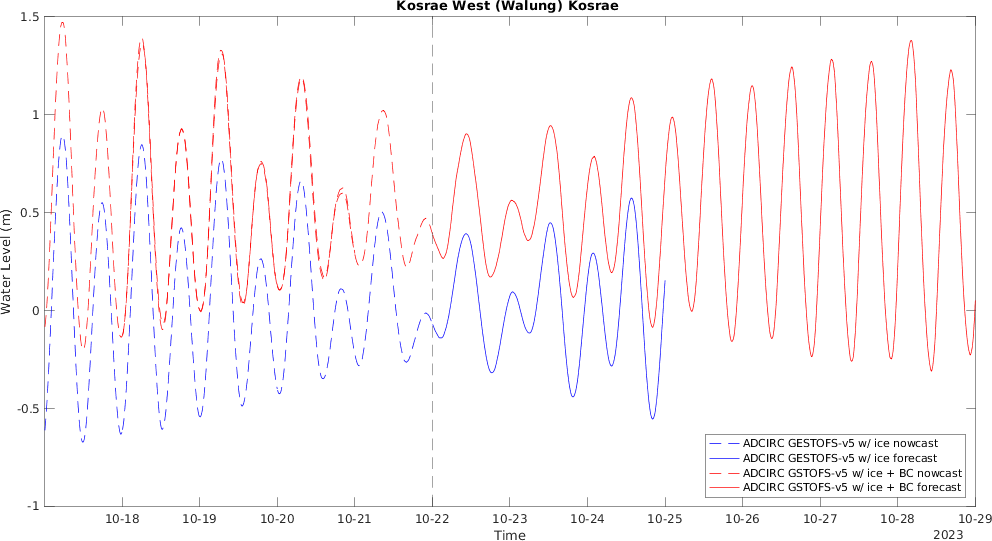 Kosrae West (Walung) Kosrae
Water Level (m)
1.5
1
0.5
0
-0.5
-1
ADCIRC GESTOFS-v5 w/ ice nowcast
ADCIRC GESTOFS-v5 w/ ice forecast
ADCIRC GSTOFS-v5 w/ ice + BC nowcast
ADCIRC GSTOFS-v5 w/ ice + BC forecast
10-18 10-19 10-20 10-21 10-22 10-23 10-24 10-25 10-26 10-27 10-28 10-29
Time
2023